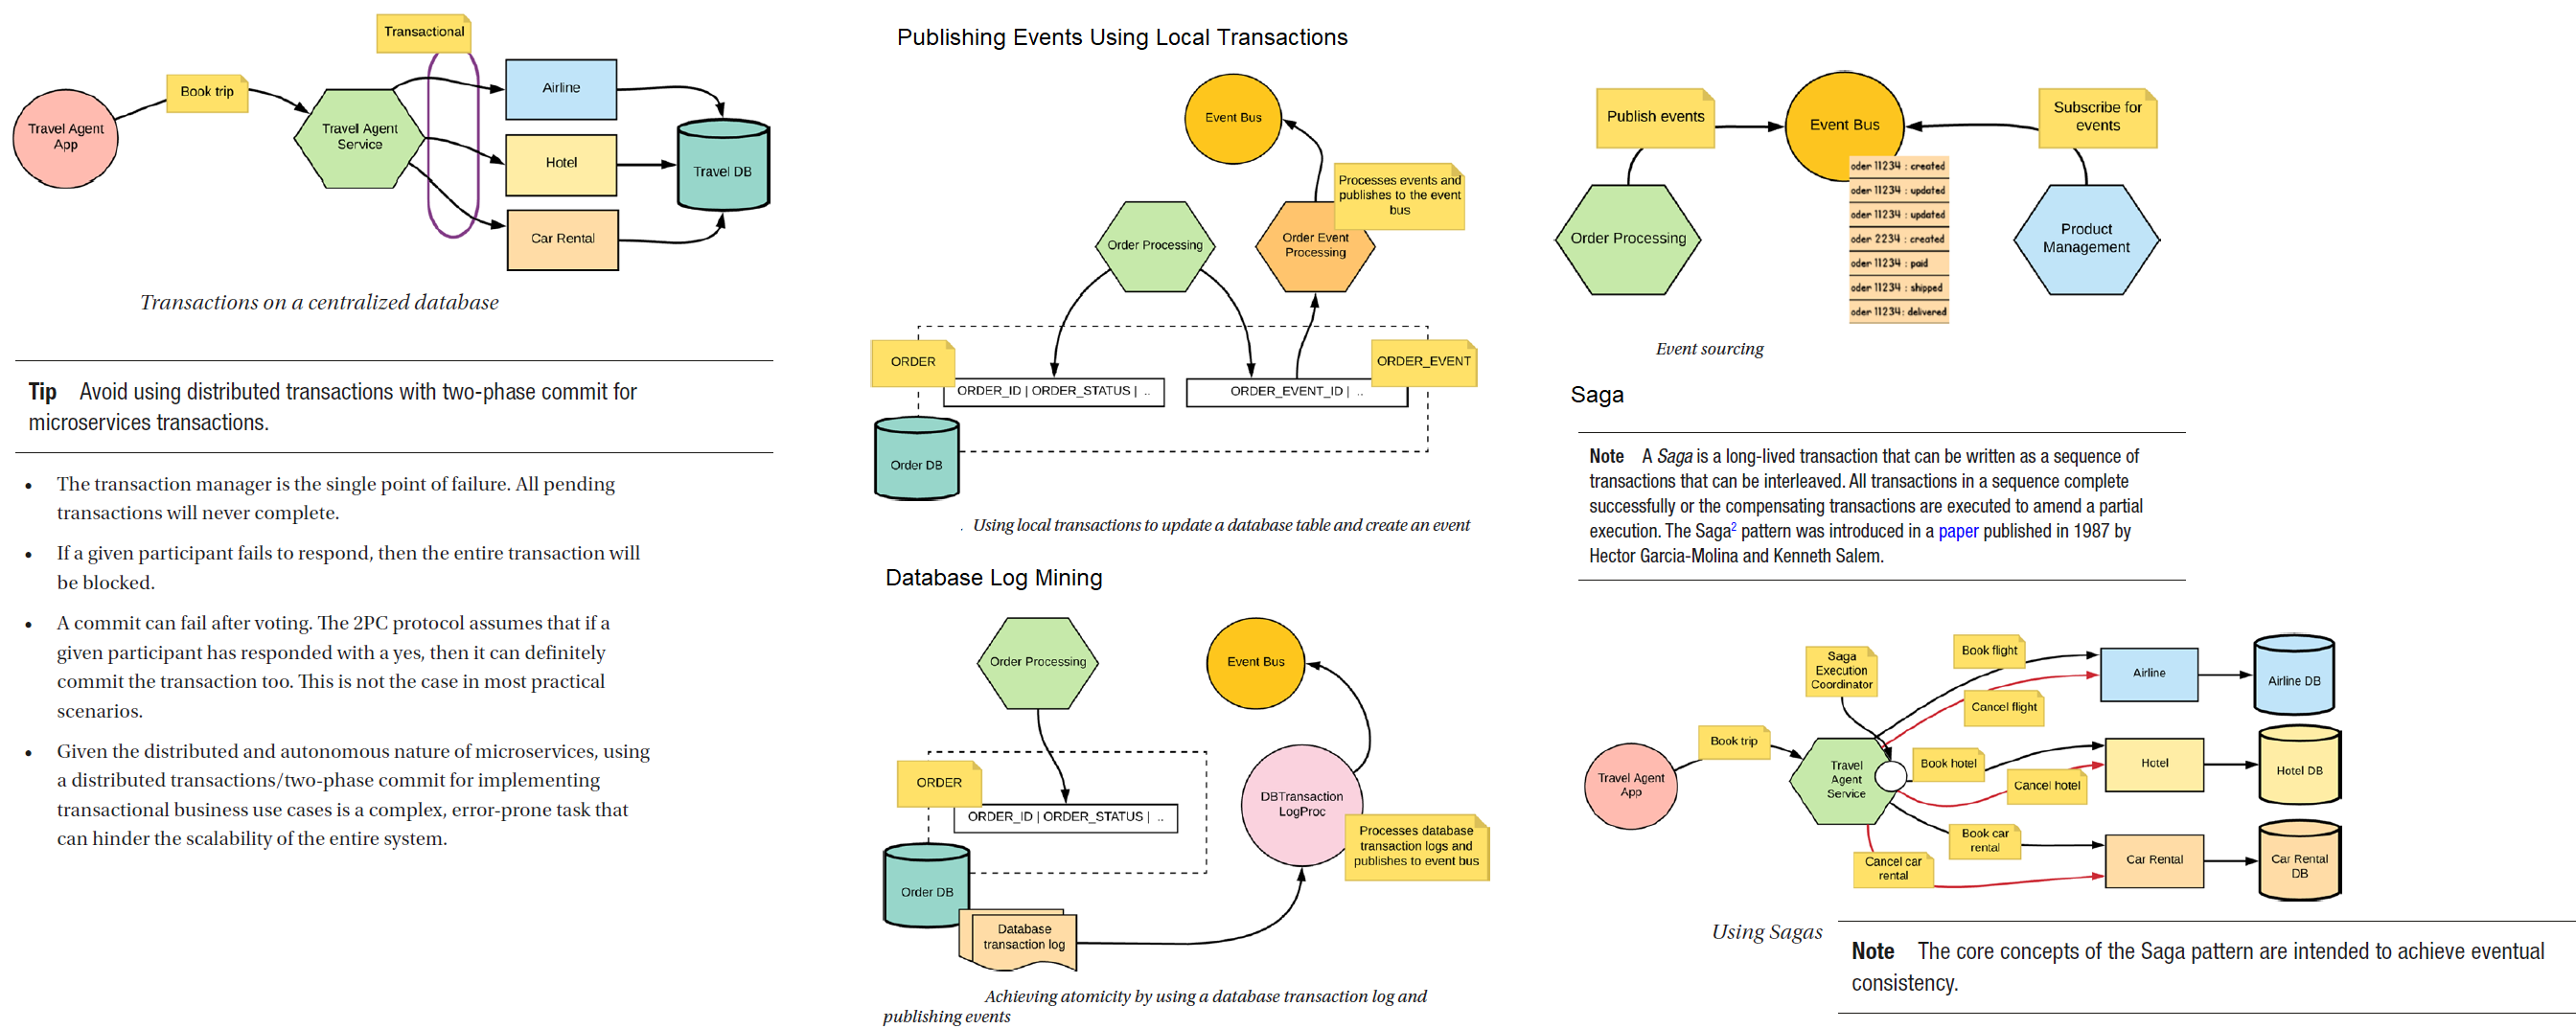 Transactional
Book trip
Travel Agent
App
Travel Agent
Service
Airline
Hotel
Car Rental
Travel DB
Transactions on a centralized database
Tip Avoid using distributed transactions with two-phase commit for
microservices transactions.
• The transaction manager is the single point of failure. All pending
transactions will never complete.
• If a given participant fails to respond, then the entire transaction will
be blocked.
• A commit can fail after voting. The 2PC protocol assumes that if a
given participant has responded with a yes, then it can definitely
commit the transaction too. This is not the case in most practical
scenarios.
• Given the distributed and autonomous nature of microservices, using
a distributed transactions/two-phase commit for implementing
transactional business use cases is a complex, error-prone task that
can hinder the scalability of the entire system.
Publishing Events Using Local Transactions
Event Bus
Processes events and
publishes to the event
bus
Order Processing
Order Event
Processing
ORDER
ORDER_EVENT
ORDER_ID | ORDER_STATUS | ..
ORDER_EVENT_ID | ..
Order DB
. Using local transactions to update a database table and create an event
Database Log Mining
Order Processing
Event Bus
ORDER
ORDER_ID | ORDER_STATUS | ..
DBTransaction
LogProc
Processes database
transaction logs and
publishes to event bus
Order DB
Database
transaction log
Achieving atomicity by using a database transaction log and
publishing events
Publish events
Event Bus
Subscribe for
events
oder 11234 : created
oder 11234 : updated
oder 11234 : updated
oder 2234 : created
oder 11234 : paid
oder 11234 : shipped
oder 11234: delivered
Order Processing
Product
Management
Event sourcing
Saga
Note A Saga is a long-lived transaction that can be written as a sequence of
transactions that can be interleaved. All transactions in a sequence complete
successfully or the compensating transactions are executed to amend a partial
execution. The Saga2 pattern was introduced in a paper published in 1987 by
Hector Garcia-Molina and Kenneth Salem.
Saga
Execution
Coordinator
Book flight
Cancel flight
Airline
Airline DB
Book trip
Travel Agent
App
Travel
Agent
Service
Book hotel
Cancel hotel
Hotel
Hotel DB
Book car
rental
Cancel car
rental
Car Rental
Car Rental
DB
Using Sagas
Note The core concepts of the Saga pattern are intended to achieve eventual
consistency.